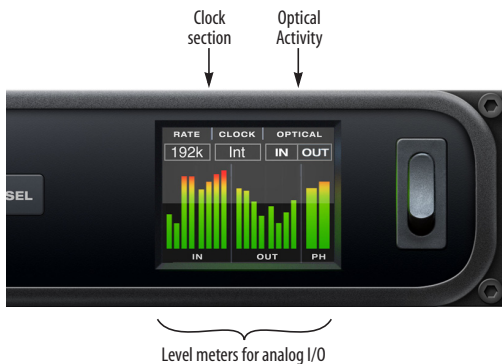 Clock section
Optical Activity
RATE CLOCK OPTICAL
192k Int IN OUT
SEL
IN OUT PH
Level meters for analog I/O